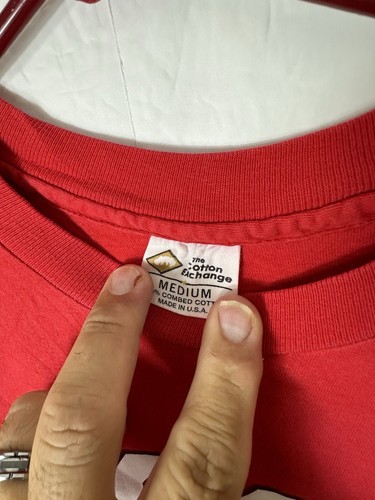 The
Cotton
Exchange
MEDIUM
% COMBED COTT
MADE IN U.S.A.